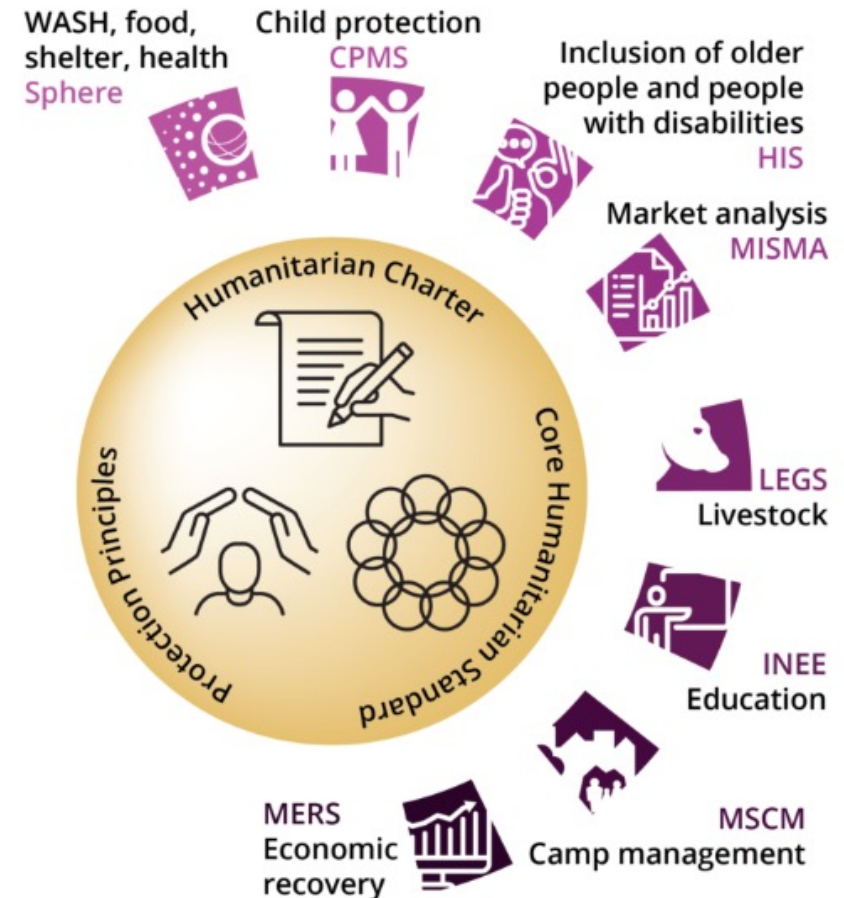 WASH, food,
shelter, health
Sphere
Child protection
CPMS
Inclusion of older
people and people
with disabilities
HIS
Market analysis
MISMA
Humanitarian Charter
Protection Principles
Core Humanitarian Standard
LEGS
Livestock
INEE
Education
MSCM
Camp management
MERS
Economic
recovery